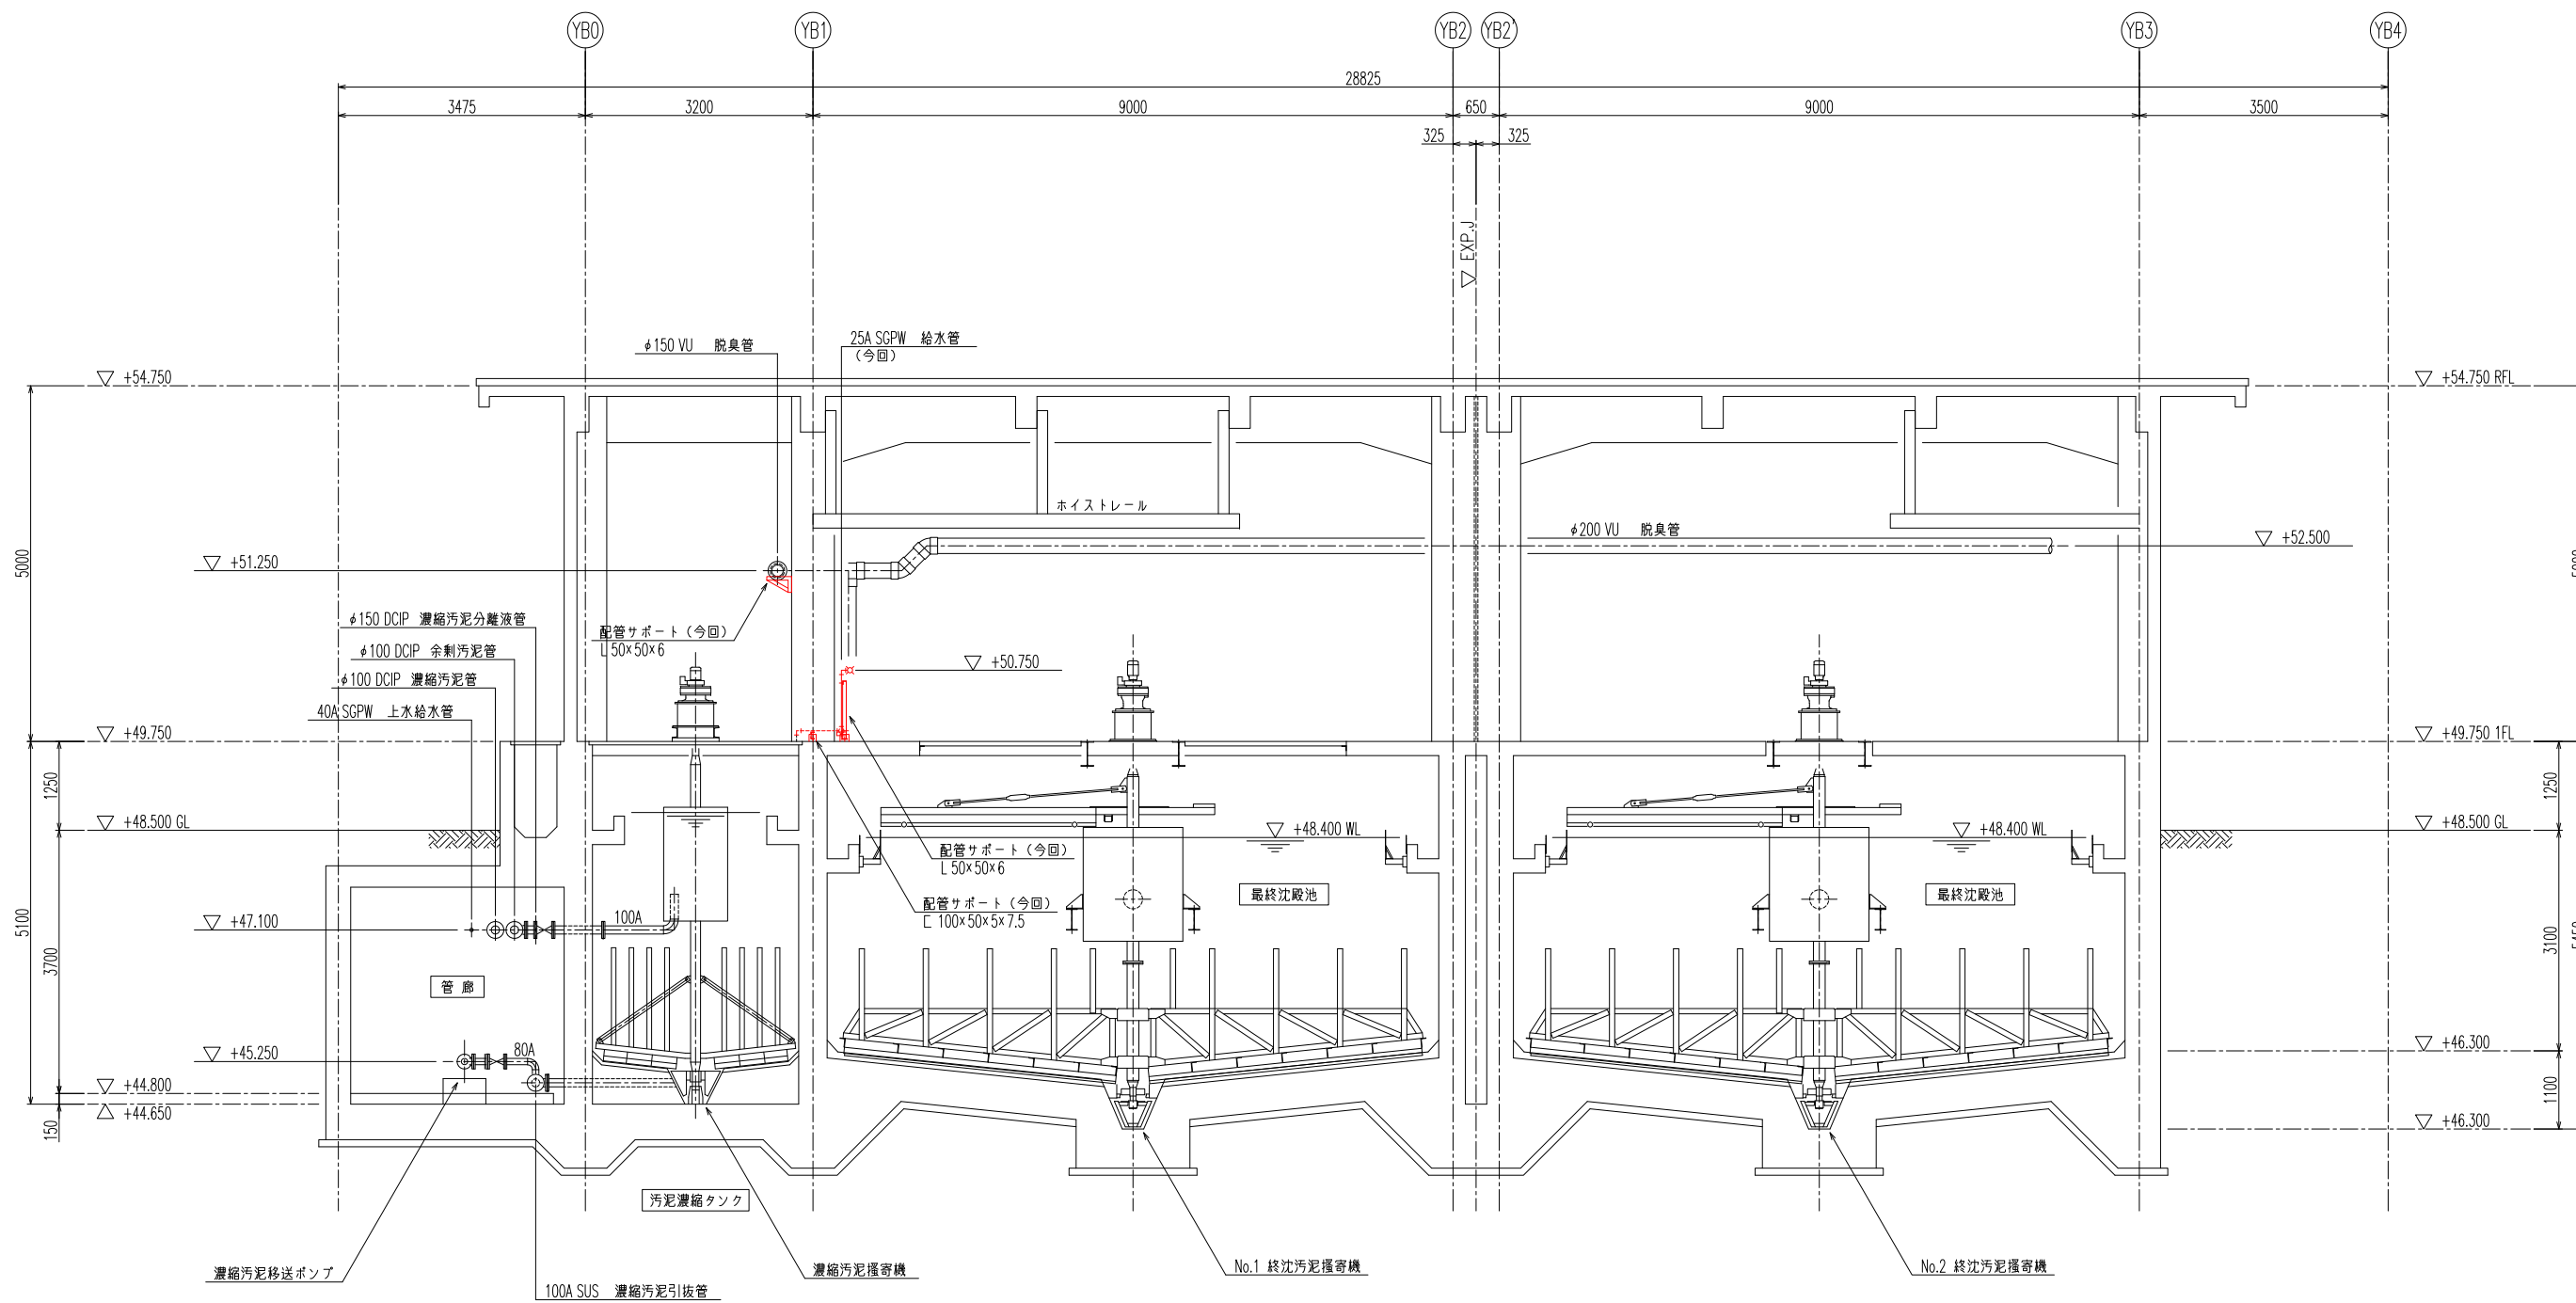 YB0 YB1 YB2 YB2' YB3 YB4
28825
3475 3200 9000 650 9000 3500
325 325
▽ EXP.J
φ150 VU 脱臭管
25A SGPW 給水管
(今回)
▽ +54.750
▽ +54.750 RFL
ホイストレール
φ200 VU 脱臭管
▽ +52.500
▽ +51.250
5000
φ150 DCIP 濃縮汚泥分離液管
配管サポート(今回)
L 50×50×6
φ100 DCIP 余剰汚泥管
▽ +50.750
φ100 DCIP 濃縮汚泥管
40A SGPW 上水給水管
▽ +49.750
▽ +49.750 1FL
1250
1250
▽ +48.500 GL
▽ +48.400 WL
▽ +48.400 WL
▽ +48.500 GL
配管サポート(今回)
L 50×50×6
最終沈殿池
最終沈殿池
配管サポート(今回)
⊏ 100×50×5×7.5
▽ +47.100
100A
5100
3700
3100
管廊
▽ +45.250
80A
▽ +46.300
▽ +44.800
△ +44.650
150
1100
▽ +46.300
汚泥濃縮タンク
濃縮汚泥移送ポンプ
濃縮汚泥掻寄機
No.1 終沈汚泥掻寄機
No.2 終沈汚泥掻寄機
100A SUS 濃縮汚泥引抜管